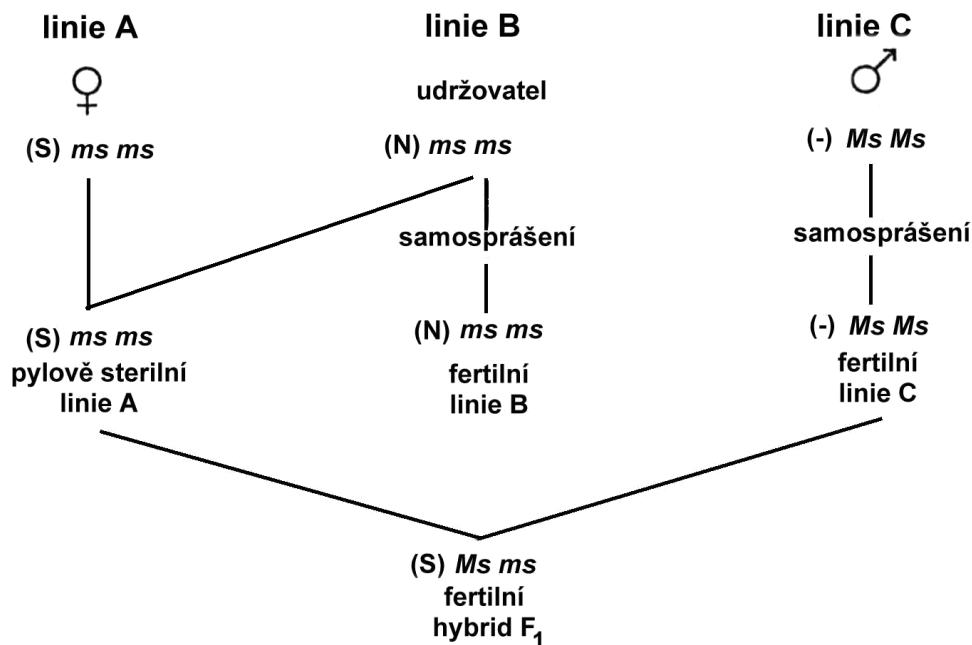 linie A
linie B
linie C
♀
udržovatel
♂
(S) ms ms
(N) ms ms
(-) Ms Ms
samosprášení
samosprášení
(S) ms ms
pylově sterilní
linie A
(N) ms ms
fertilní
linie B
(-) Ms Ms
fertilní
linie C
(S) Ms ms
fertilní
hybrid F1